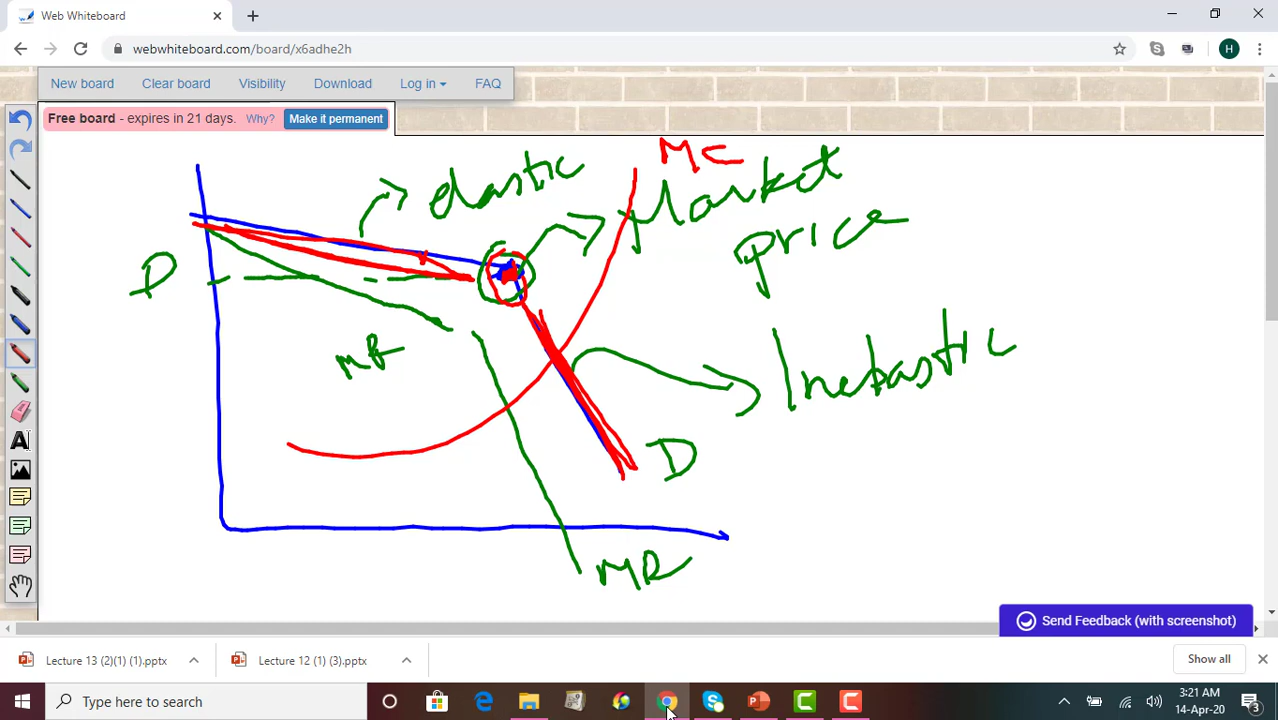 Web Whiteboard
webwhiteboard.com/board/x6adhe2h
H
New board Clear board Visibility Download Log in FAQ
Free board - expires in 21 days. Why? Make it permanent
A
elastic
MC
Market
price
P
MR
Inelastic
D
MR
Send Feedback (with screenshot)
Lecture 13 (2)(1) (1).pptx Lecture 12 (1) (3).pptx Show all
Type here to search
3:21 AM
14-Apr-20
3